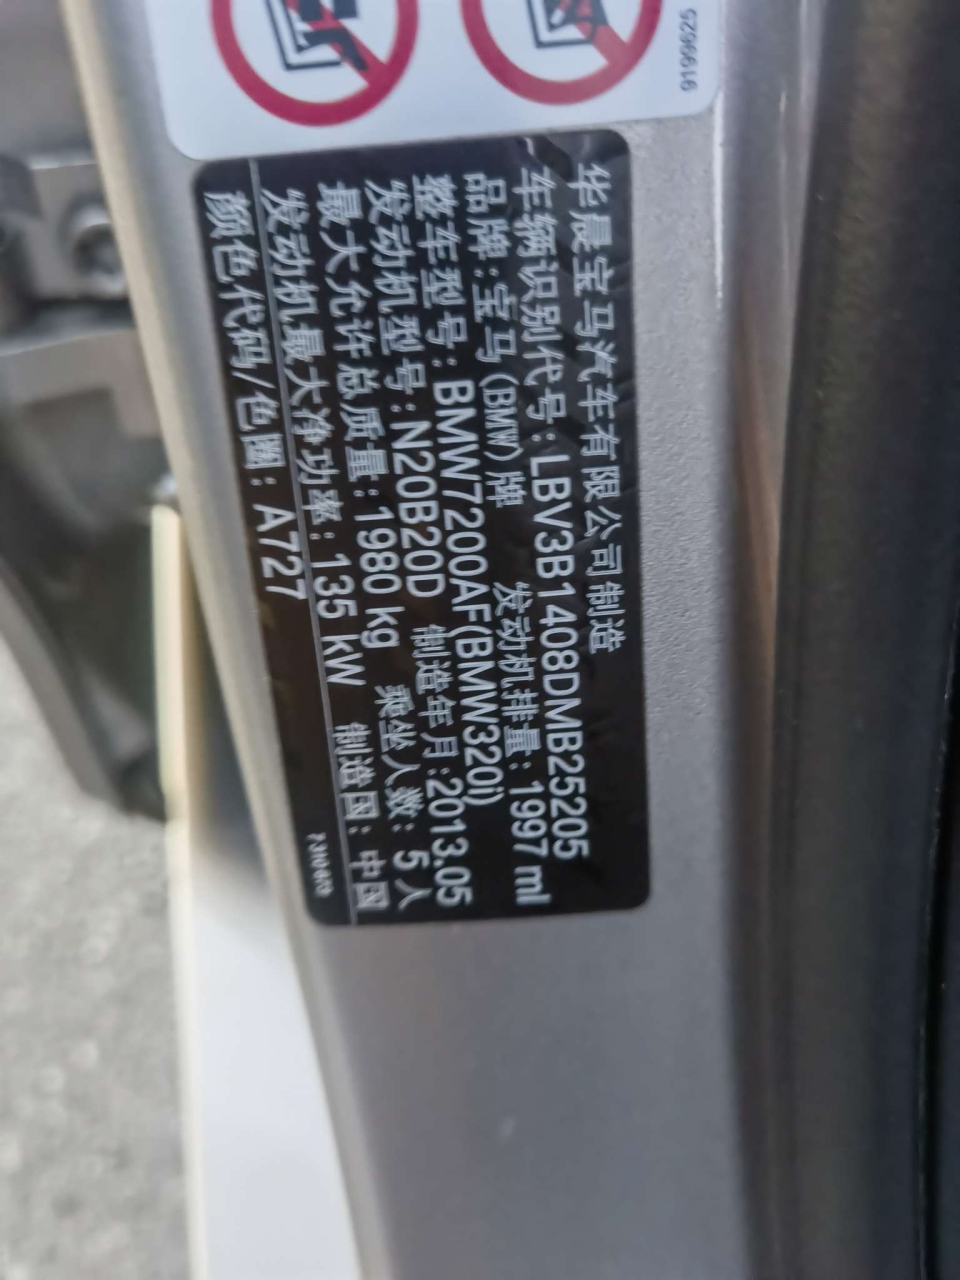 9199625
华晨宝马汽车有限公司制造
车辆识别代号:LBV3B1408DMB25205
品牌:宝马(BMW)牌 发动机排量:1997 ml
整车型号:BMW7200AF(BMW320i)
发动机型号:N20B20D 制造年月:2013.05
最大允许总质量:1980 kg 乘坐人数:5人
发动机最大净功率:135 kW 制造国:中国
颜色代码/色圈:A727